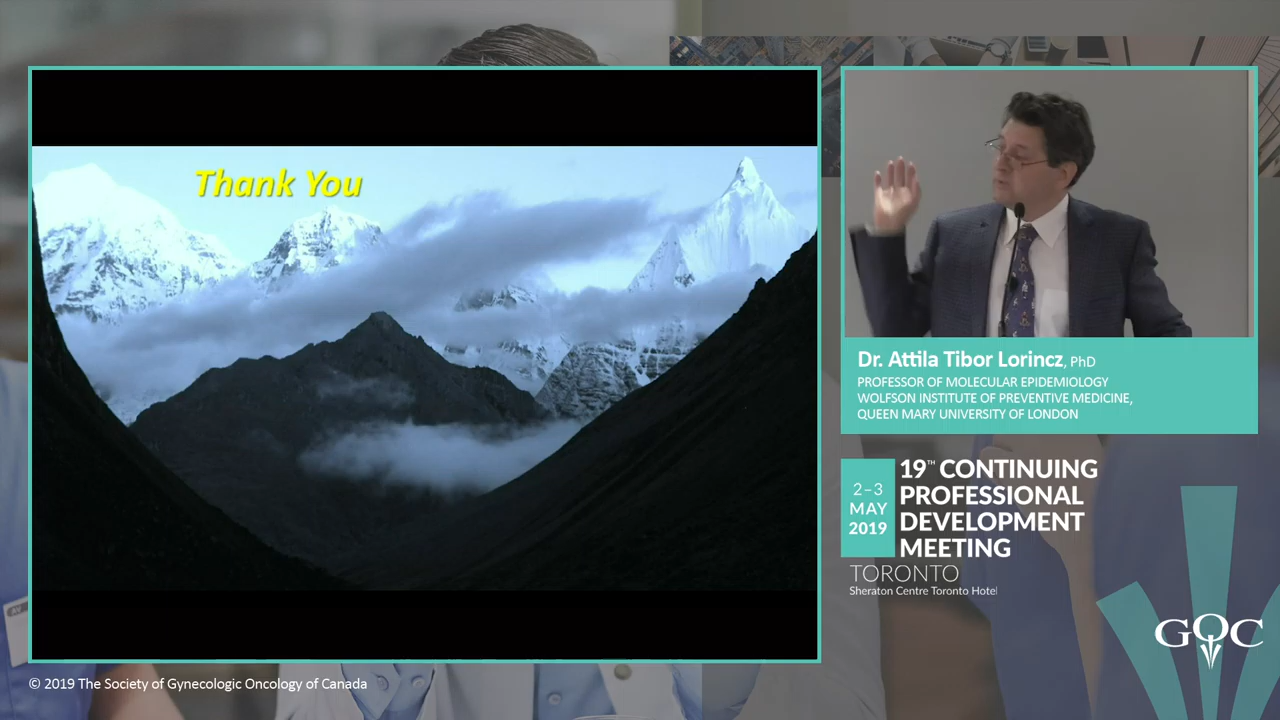 Thank You
Dr. Attila Tibor Lorincz, PhD
PROFESSOR OF MOLECULAR EPIDEMIOLOGY
WOLFSON INSTITUTE OF PREVENTIVE MEDICINE,
QUEEN MARY UNIVERSITY OF LONDON
2–3
MAY
2019
19TH CONTINUING
PROFESSIONAL
DEVELOPMENT
MEETING
TORONTO
Sheraton Centre Toronto Hotel
GOC
© 2019 The Society of Gynecologic Oncology of Canada